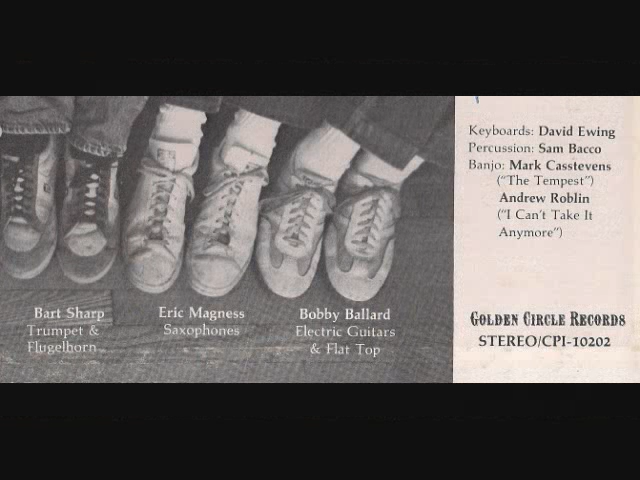 Bart Sharp
Trumpet &
Flugelhorn
Eric Magness
Saxophones
Bobby Ballard
Electric Guitars
& Flat Top
Keyboards: David Ewing
Percussion: Sam Bacco
Banjo: Mark Casstevens
("The Tempest")
Andrew Roblin
("I Can't Take It
Anymore")
GOLDEN CIRCLE RECORDS
STEREO/CPI-10202